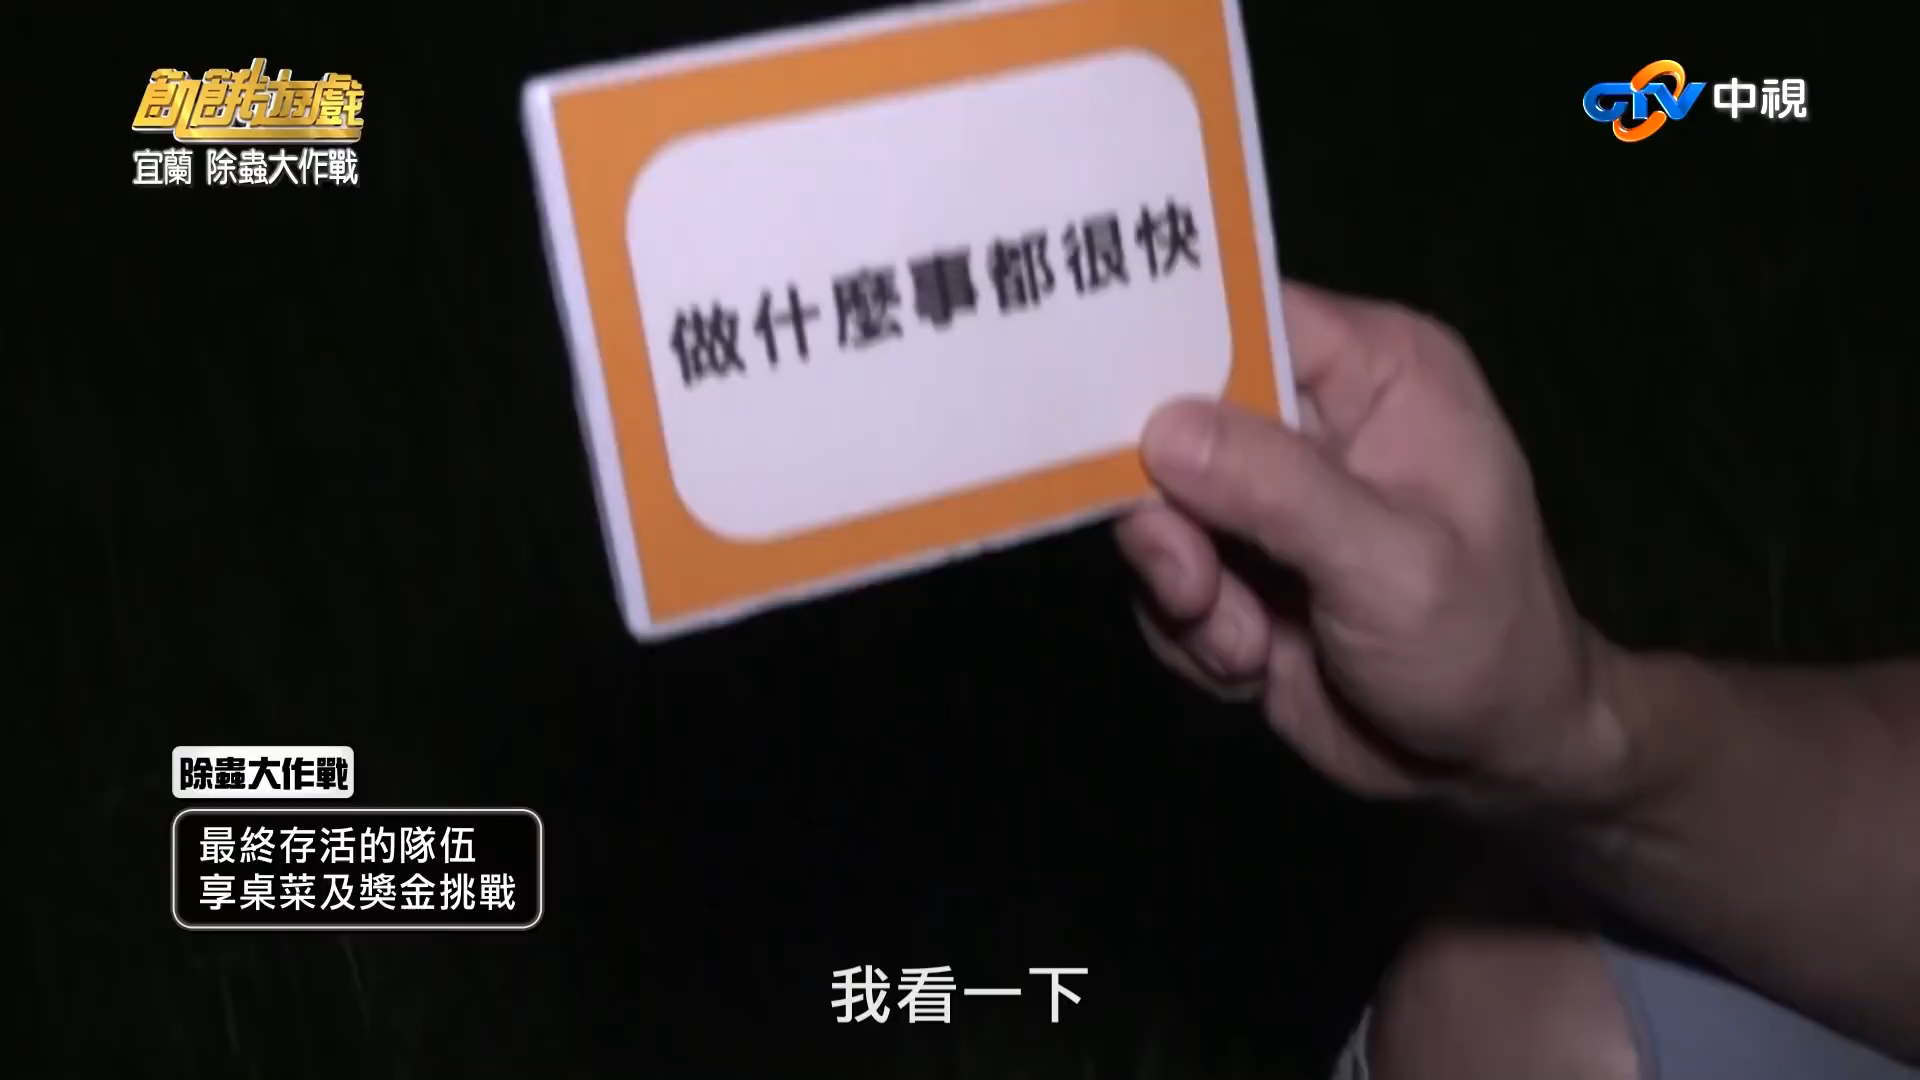 飢餓遊戲
宜蘭 除蟲大作戰
CTV 中視
做什麼事都很快
除蟲大作戰
最終存活的隊伍
享桌菜及獎金挑戰
我看一下